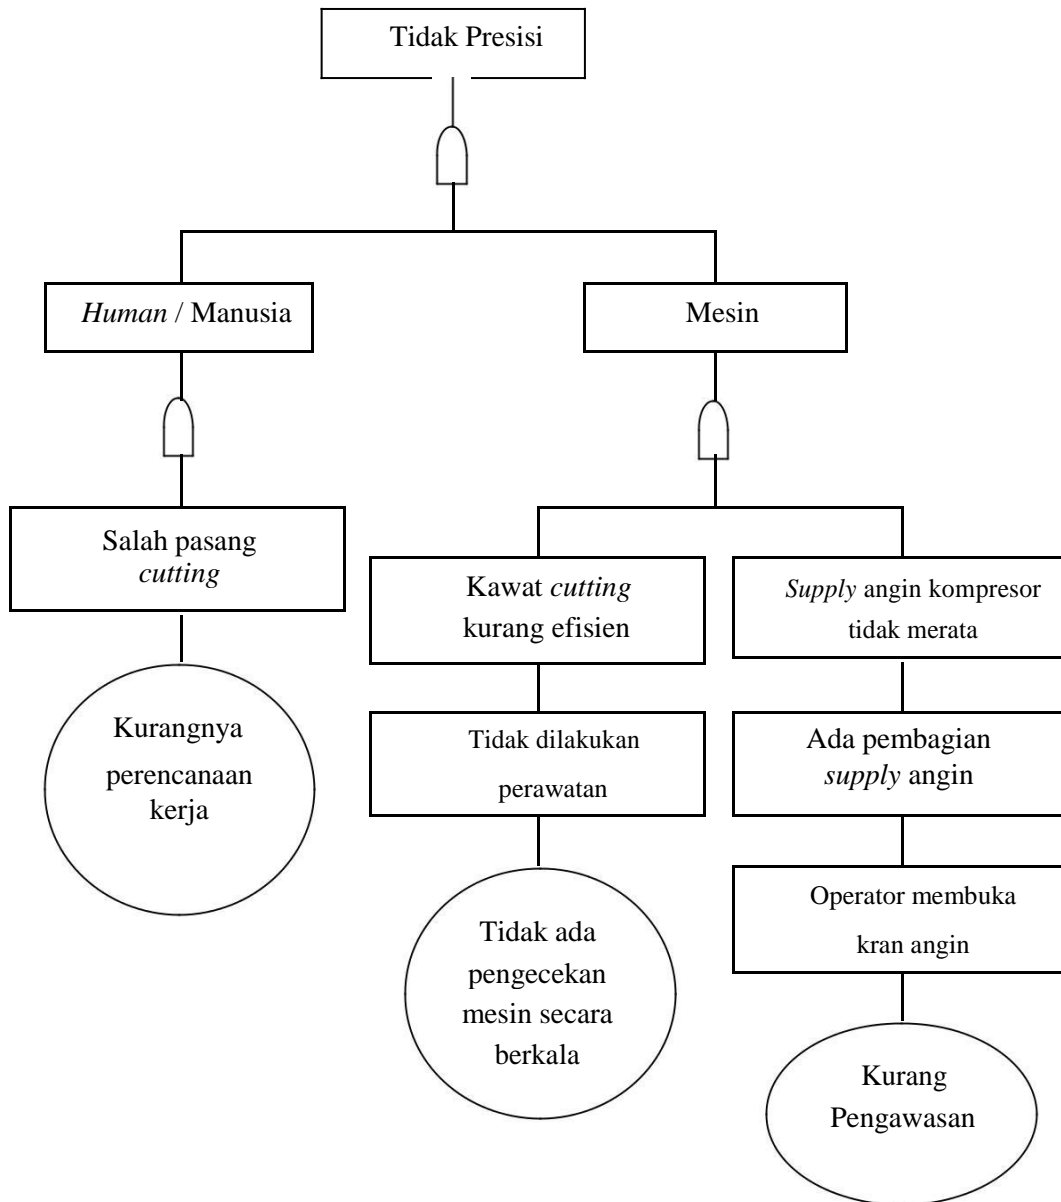 Tidak Presisi
Human / Manusia
Mesin
Salah pasang
cutting
Kurangnya
perencanaan
kerja
Kawat cutting
kurang efisien
Tidak dilakukan
perawatan
Tidak ada
pengecekan
mesin secara
berkala
Supply angin kompresor
tidak merata
Ada pembagian
supply angin
Operator membuka
kran angin
Kurang
Pengawasan